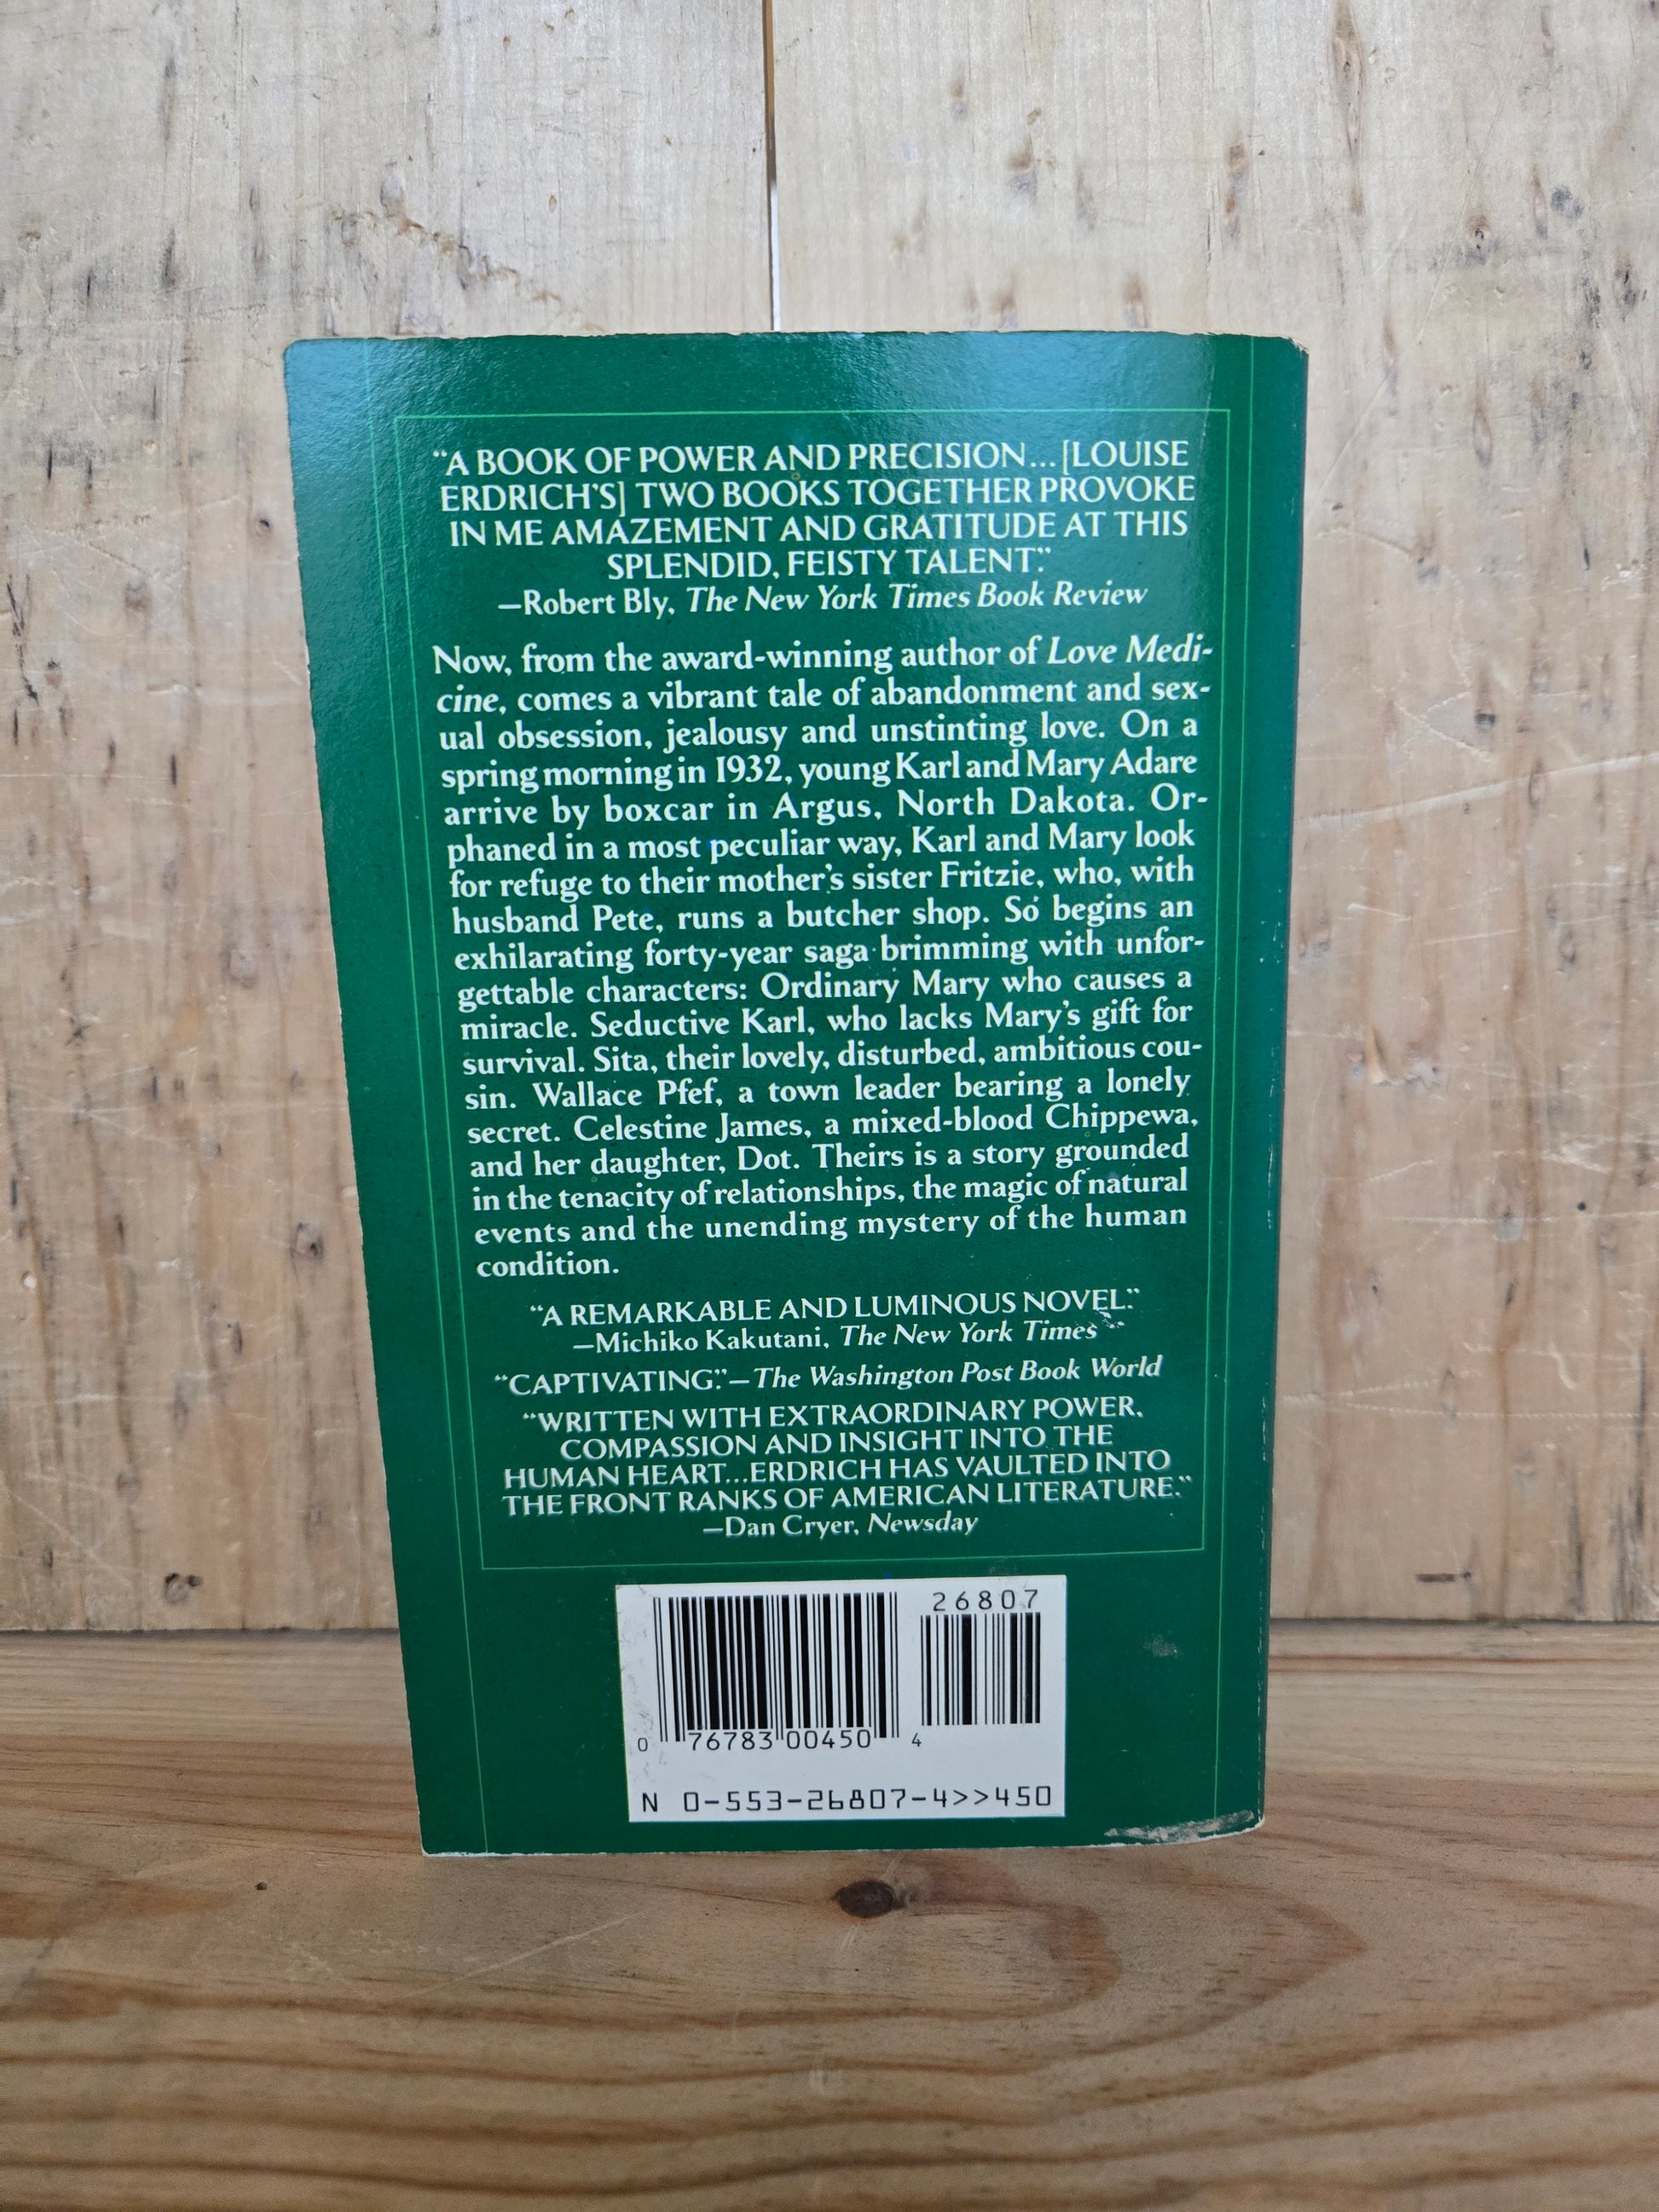 “A BOOK OF POWER AND PRECISION...[LOUISE
ERDRICH’S] TWO BOOKS TOGETHER PROVOKE
IN ME AMAZEMENT AND GRATITUDE AT THIS
SPLENDID, FEISTY TALENT.”
—Robert Bly, The New York Times Book Review
Now, from the award-winning author of Love Medi-
cine, comes a vibrant tale of abandonment and sex-
ual obsession, jealousy and unstinting love. On a
spring morning in 1932, young Karl and Mary Adare
arrive by boxcar in Argus, North Dakota. Or-
phaned in a most peculiar way, Karl and Mary look
for refuge to their mother’s sister Fritzie, who, with
husband Pete, runs a butcher shop. So begins an
exhilarating forty-year saga brimming with unfor-
gettable characters: Ordinary Mary who causes a
miracle. Seductive Karl, who lacks Mary’s gift for
survival. Sita, their lovely, disturbed, ambitious cou-
sin. Wallace Pfef, a town leader bearing a lonely
secret. Celestine James, a mixed-blood Chippewa,
and her daughter, Dot. Theirs is a story grounded
in the tenacity of relationships, the magic of natural
events and the unending mystery of the human
condition.
“A REMARKABLE AND LUMINOUS NOVEL.”
—Michiko Kakutani, The New York Times
“CAPTIVATING.”—The Washington Post Book World
“WRITTEN WITH EXTRAORDINARY POWER,
COMPASSION AND INSIGHT INTO THE
HUMAN HEART...ERDRICH HAS VAULTED INTO
THE FRONT RANKS OF AMERICAN LITERATURE.”
—Dan Cryer, Newsday
26807
0 76783 00450 4
N 0-553-26807-4>>450